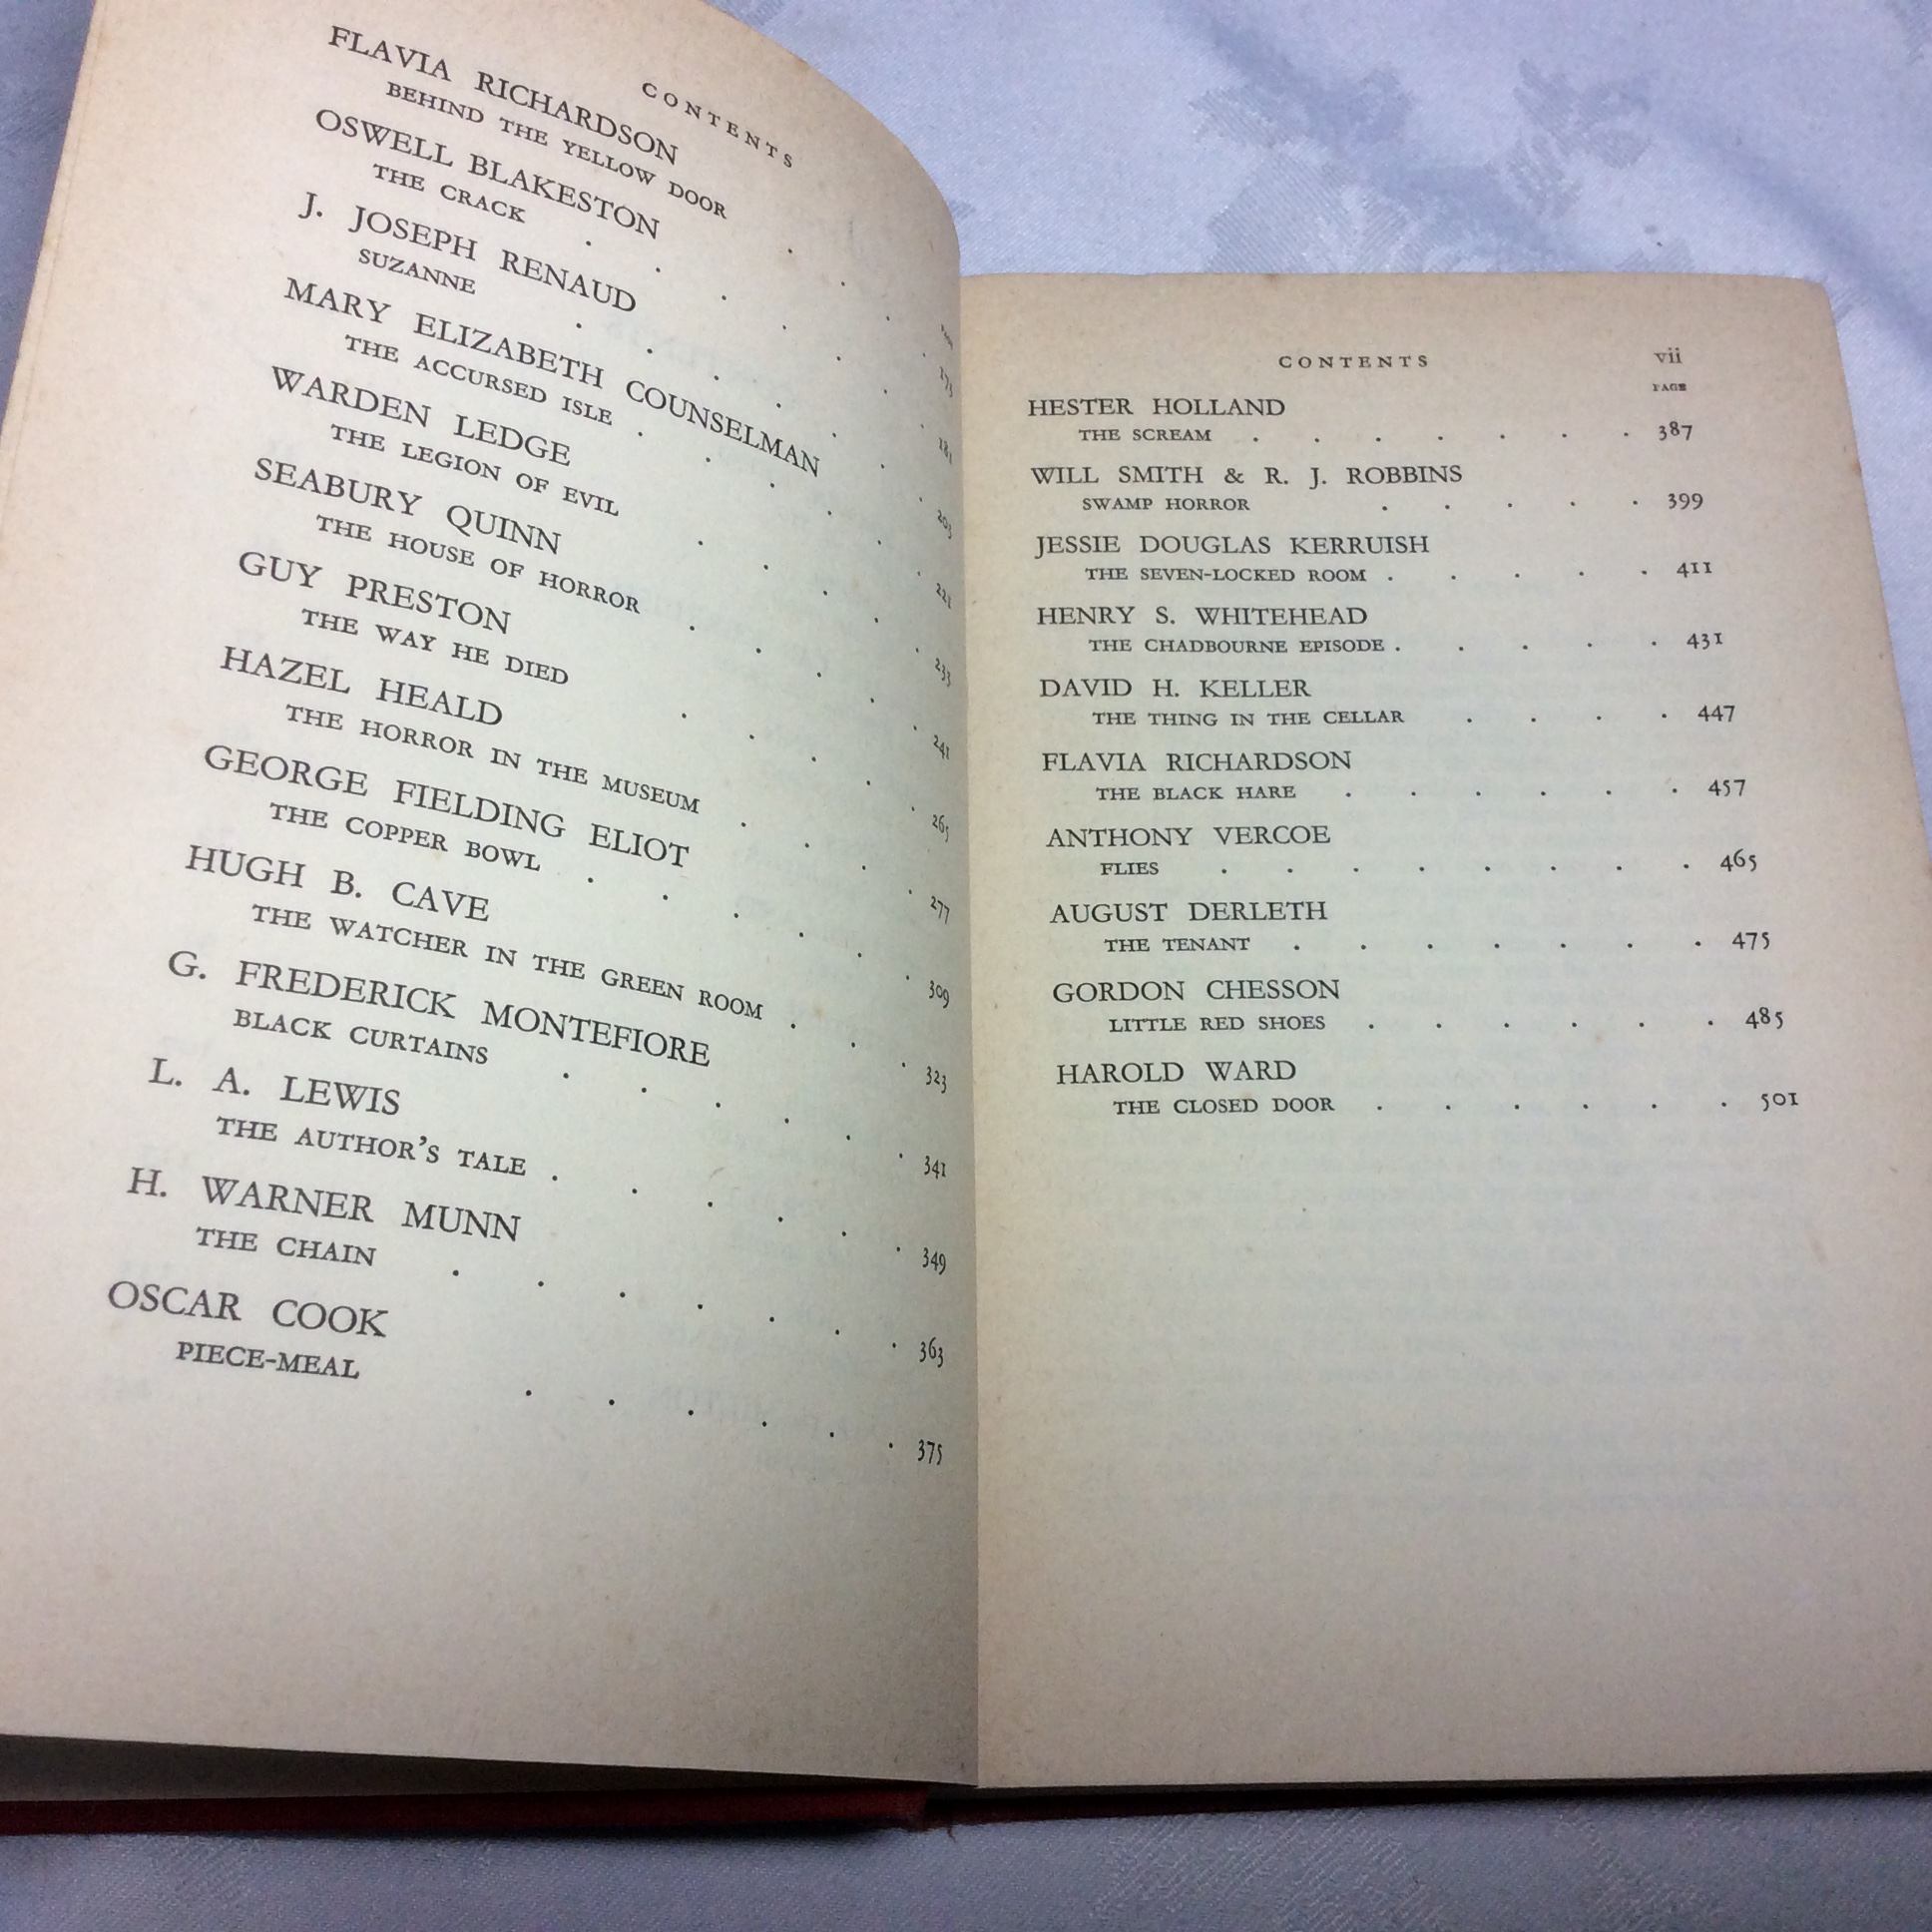 CONTENTS
PAGE
FLAVIA RICHARDSON
BEHIND THE YELLOW DOOR . . . . 173
OSWELL BLAKESTON
THE CRACK . . . . . . 181
J. JOSEPH RENAUD
SUZANNE . . . . . . 203
MARY ELIZABETH COUNSELMAN
THE ACCURSED ISLE . . . . . 221
WARDEN LEDGE
THE LEGION OF EVIL . . . . . 233
SEABURY QUINN
THE HOUSE OF HORROR . . . . . 241
GUY PRESTON
THE WAY HE DIED . . . . . 265
HAZEL HEALD
THE HORROR IN THE MUSEUM . . . . 277
GEORGE FIELDING ELIOT
THE COPPER BOWL . . . . . . 309
HUGH B. CAVE
THE WATCHER IN THE GREEN ROOM . . . 323
G. FREDERICK MONTEFIORE
BLACK CURTAINS . . . . . . 341
L. A. LEWIS
THE AUTHOR'S TALE . . . . . . 349
H. WARNER MUNN
THE CHAIN . . . . . . . 363
OSCAR COOK
PIECE-MEAL . . . . . . 375
CONTENTS vii
PAGE
HESTER HOLLAND
THE SCREAM . . . . . . . 387
WILL SMITH & R. J. ROBBINS
SWAMP HORROR . . . . . 399
JESSIE DOUGLAS KERRUISH
THE SEVEN-LOCKED ROOM . . . . . 411
HENRY S. WHITEHEAD
THE CHADBOURNE EPISODE . . . . . 431
DAVID H. KELLER
THE THING IN THE CELLAR . . . . 447
FLAVIA RICHARDSON
THE BLACK HARE . . . . . . 457
ANTHONY VERCOE
FLIES . . . . . . . . 465
AUGUST DERLETH
THE TENANT . . . . . . . 475
GORDON CHESSON
LITTLE RED SHOES . . . . . . 485
HAROLD WARD
THE CLOSED DOOR . . . . . . 501